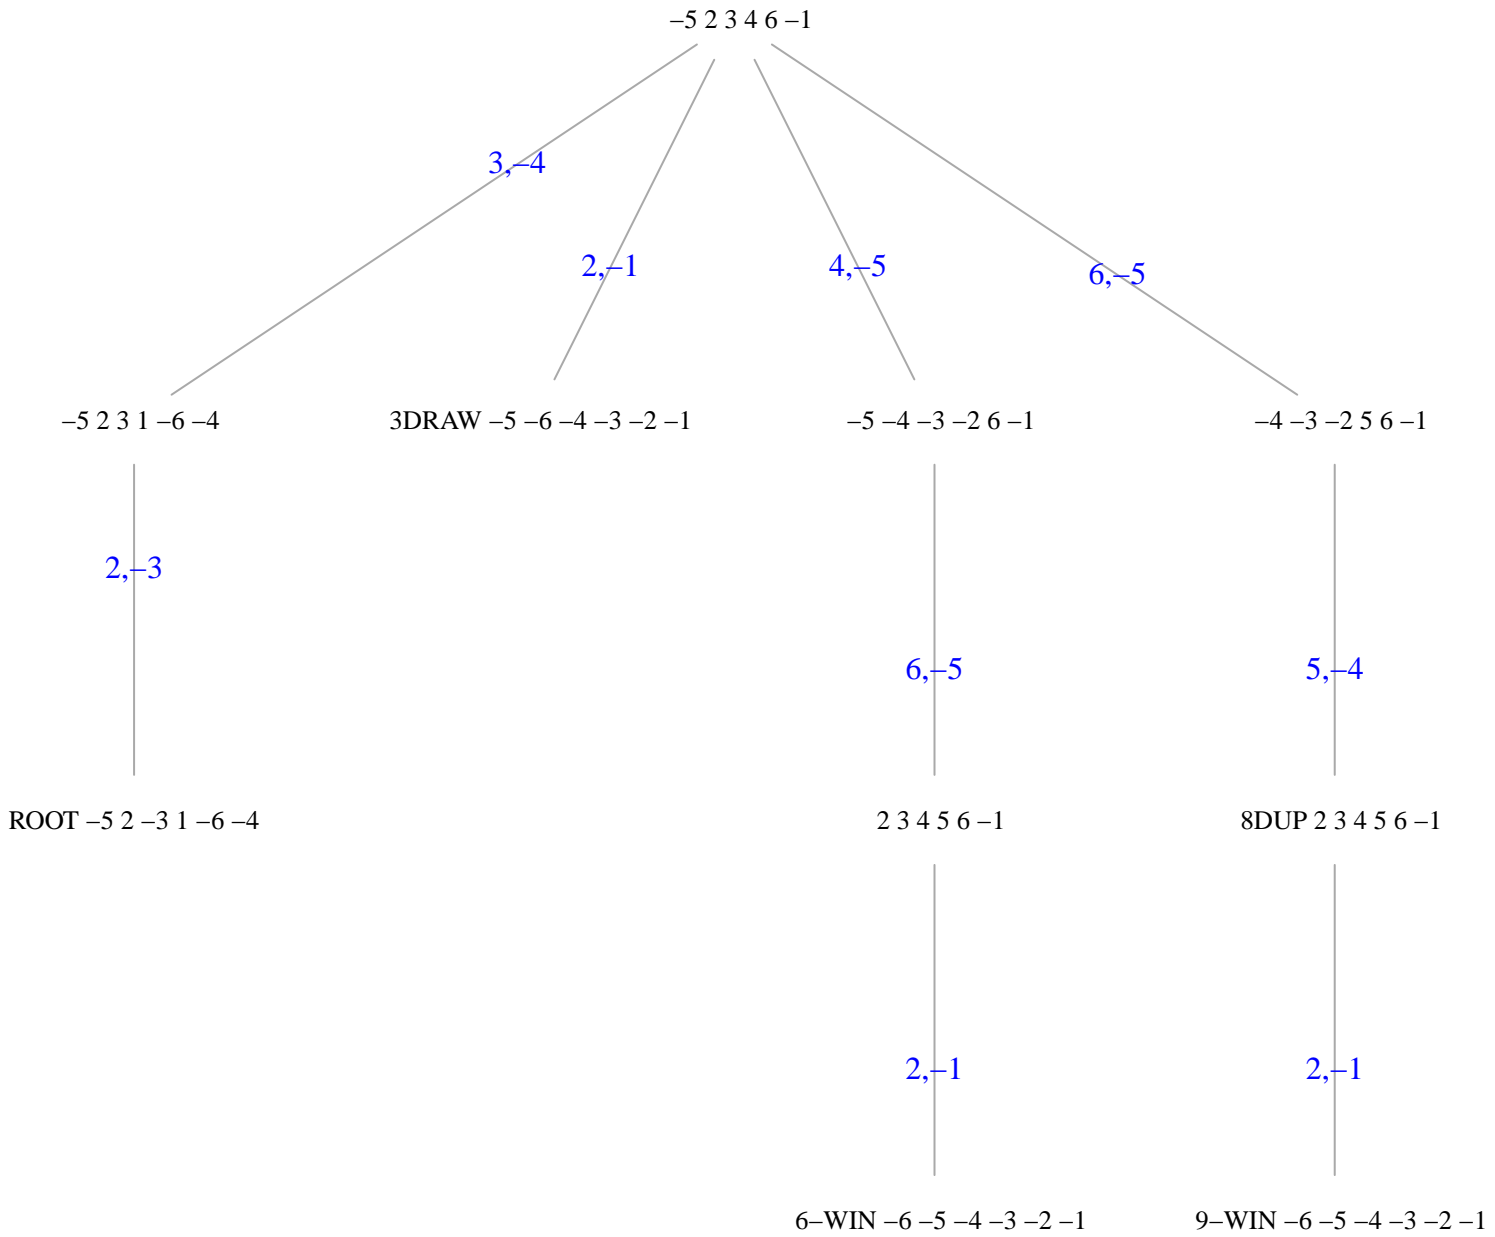 –5 2 3 4 6 –1
3,–4
2,–1
4,–5
6,–5
–5 2 3 1 –6 –4
3DRAW –5 –6 –4 –3 –2 –1
–5 –4 –3 –2 6 –1
–4 –3 –2 5 6 –1
2,–3
6,–5
5,–4
ROOT –5 2 –3 1 –6 –4
2 3 4 5 6 –1
8DUP 2 3 4 5 6 –1
2,–1
2,–1
6–WIN –6 –5 –4 –3 –2 –1
9–WIN –6 –5 –4 –3 –2 –1